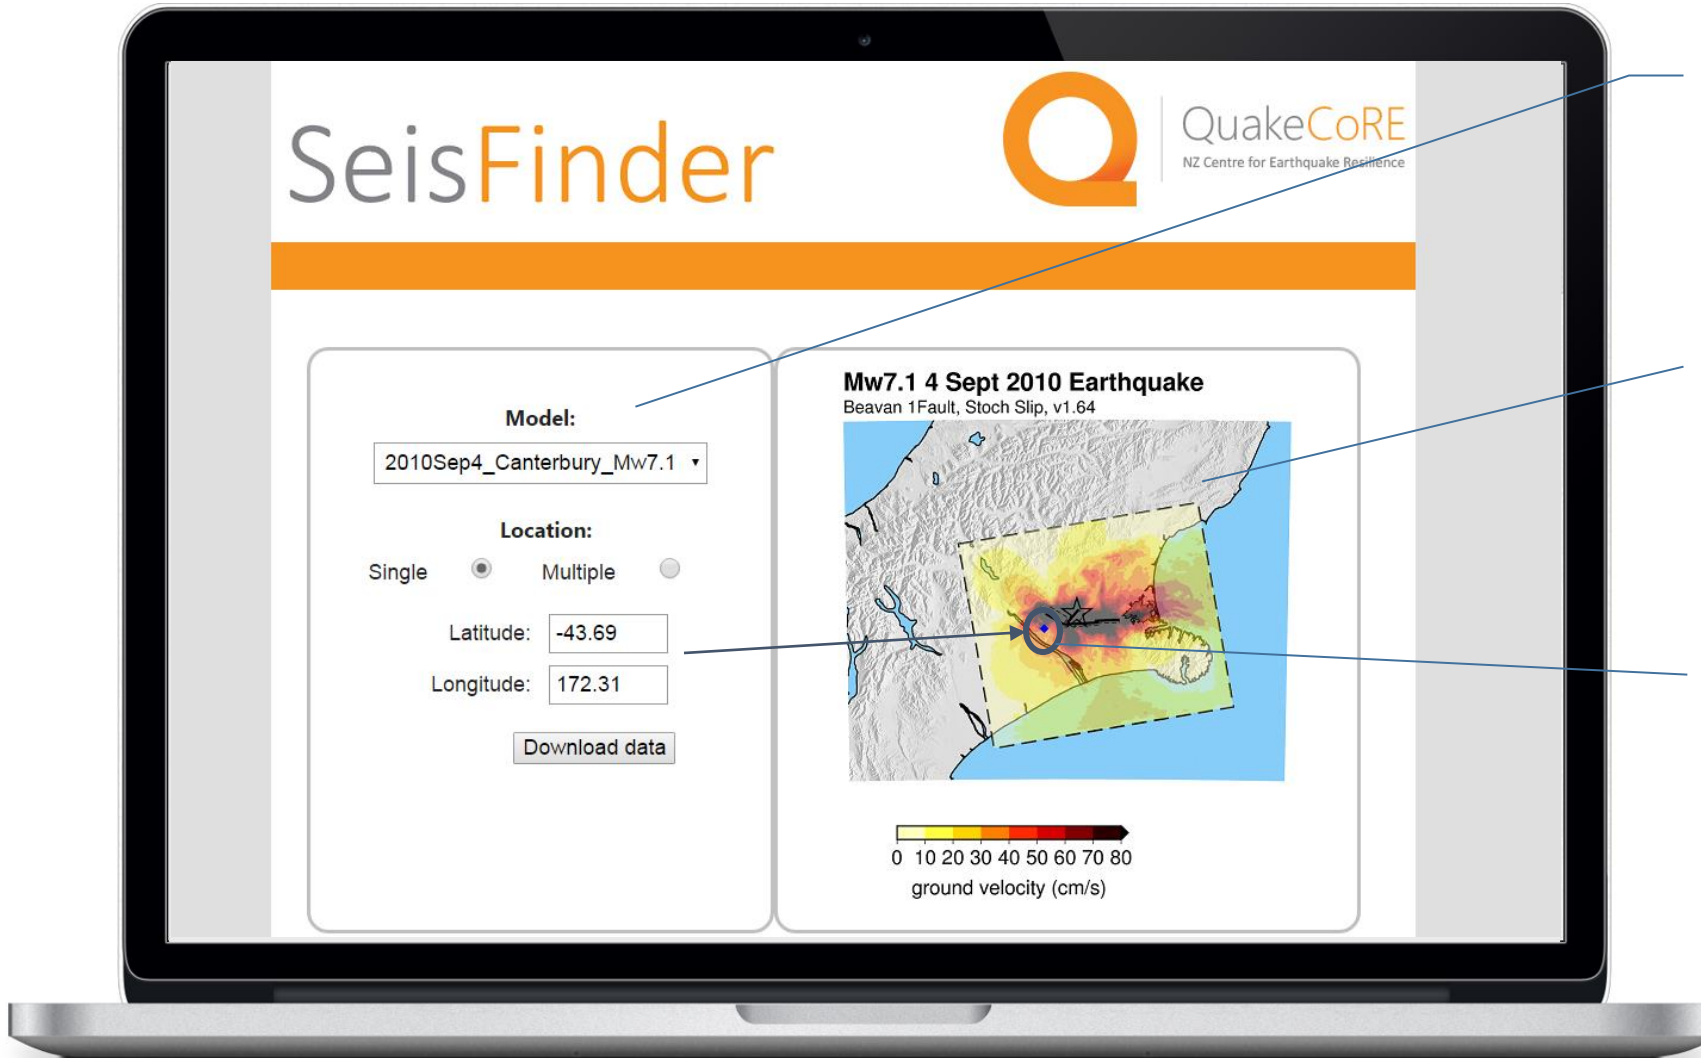 SeisFinder
QuakeCoRE
NZ Centre for Earthquake Resilience
Model:
2010Sep4_Canterbury_Mw7.1
Location:
Single Multiple
Latitude: -43.69
Longitude: 172.31
Download data
Mw7.1 4 Sept 2010 Earthquake
Beavan 1Fault, Stoch Slip, v1.64
0 10 20 30 40 50 60 70 80
ground velocity (cm/s)